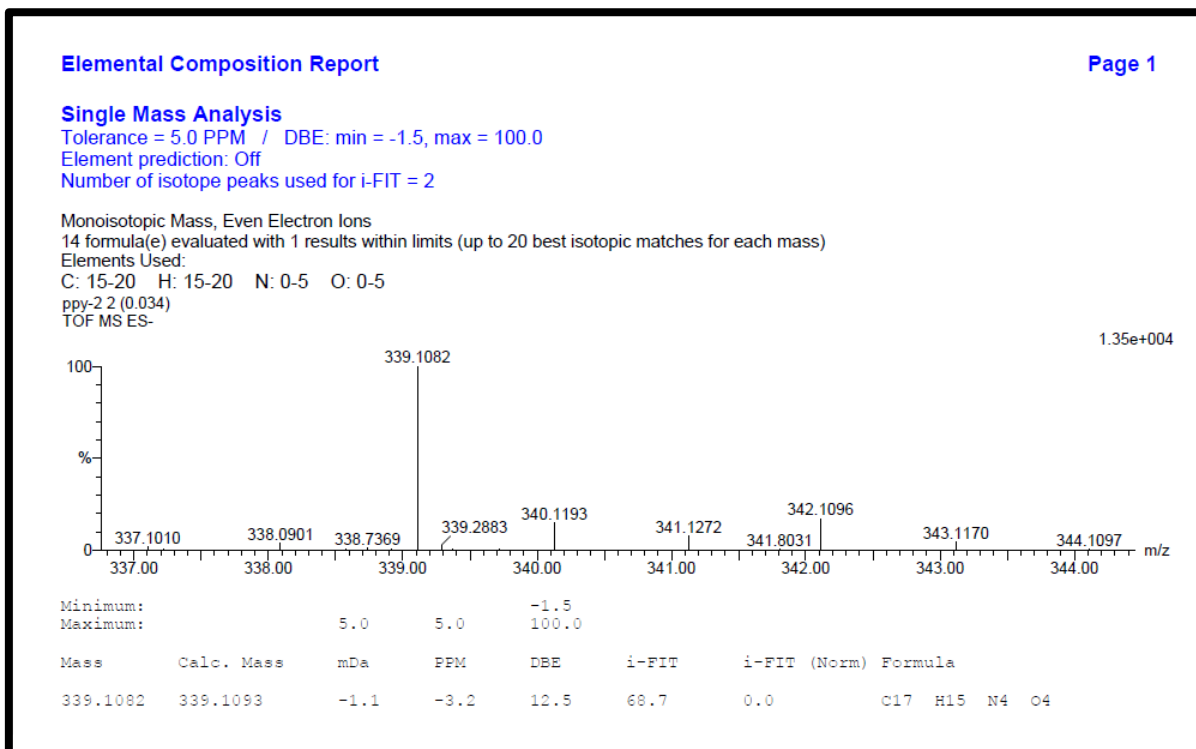 Elemental Composition Report Page 1
Single Mass Analysis
Tolerance = 5.0 PPM / DBE: min = -1.5, max = 100.0
Element prediction: Off
Number of isotope peaks used for i-FIT = 2
Monoisotopic Mass, Even Electron Ions
14 formula(e) evaluated with 1 results within limits (up to 20 best isotopic matches for each mass)
Elements Used:
C: 15-20 H: 15-20 N: 0-5 O: 0-5
ppy-2 2 (0.034)
TOF MS ES-
1.35e+004
339.1082
100
%
340.1193
342.1096
339.2883
337.1010
338.0901
338.7369
341.1272
341.8031
343.1170
344.1097
0
m/z
337.00 338.00 339.00 340.00 341.00 342.00 343.00 344.00
Minimum: -1.5
Maximum: 5.0 5.0 100.0
Mass Calc. Mass mDa PPM DBE i-FIT i-FIT (Norm) Formula
339.1082 339.1093 -1.1 -3.2 12.5 68.7 0.0 C17 H15 N4 O4